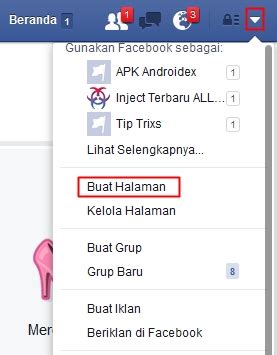 Beranda 1
1
3
Gunakan Facebook sebagai:
APK Androidex 1
Inject Terbaru ALL... 1
Tip Trixs 1
Lihat Selengkapnya...
Buat Halaman
Kelola Halaman
Buat Grup
Grup Baru 8
Buat Iklan
Beriklan di Facebook